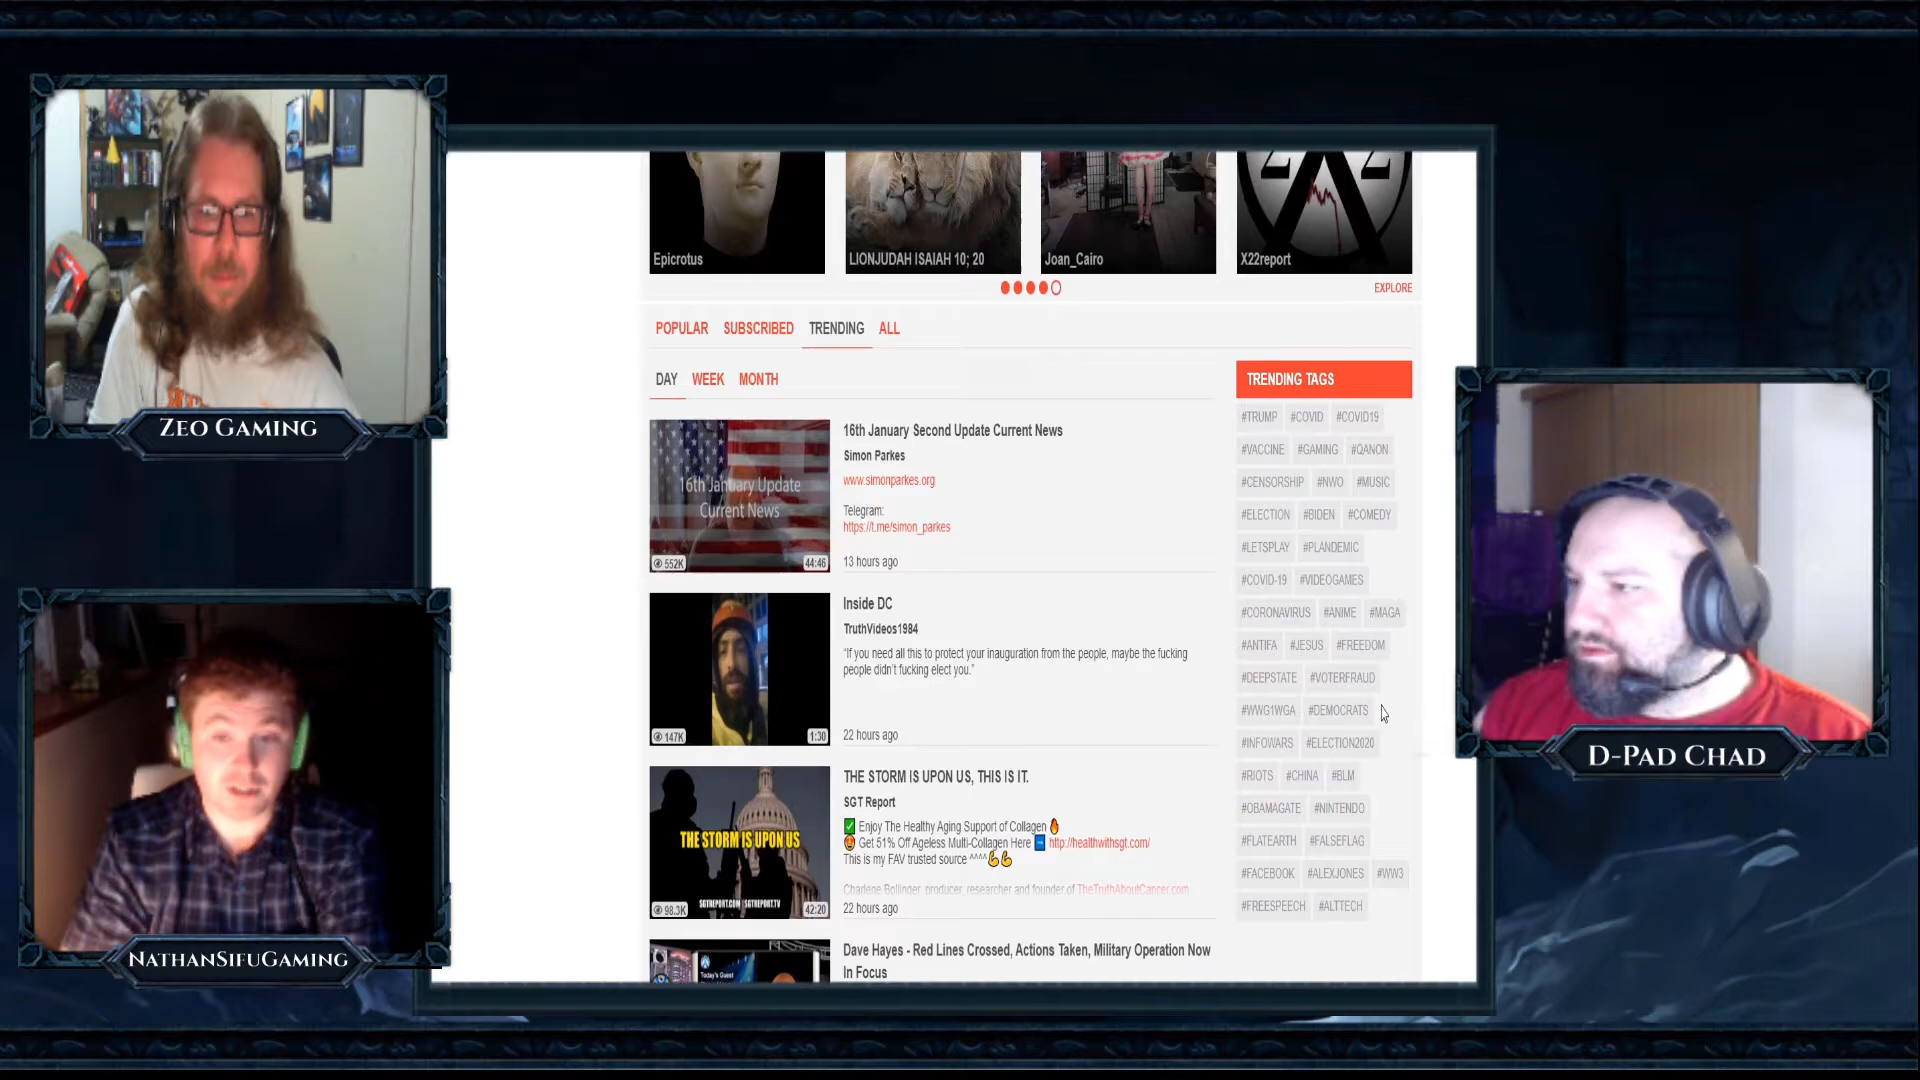 Zeo Gaming
NathanSifuGaming
D-Pad Chad
Epicrotus
LIONJUDAH ISAIAH 10; 20
Joan_Cairo
X22report
EXPLORE
POPULAR SUBSCRIBED TRENDING ALL
DAY WEEK MONTH
16th January Update
Current News
552K
44:46
16th January Second Update Current News
Simon Parkes
www.simonparkes.org
Telegram:
https://t.me/simon_parkes
13 hours ago
147K
1:30
Inside DC
TruthVideos1984
"If you need all this to protect your inauguration from the people, maybe the fucking
people didn't fucking elect you."
22 hours ago
THE STORM IS UPON US
SGTREPORT.COM | SGTREPORT.TV
98.3K
42:20
THE STORM IS UPON US, THIS IS IT.
SGT Report
Enjoy The Healthy Aging Support of Collagen
Get 51% Off Ageless Multi-Collagen Here http://healthwithsgt.com/
This is my FAV trusted source ^^^^
Charlene Bollinger, producer, researcher and founder of TheTruthAboutCancer.com
22 hours ago
Today's Guest
Dave Hayes - Red Lines Crossed, Actions Taken, Military Operation Now
In Focus
TRENDING TAGS
#TRUMP #COVID #COVID19
#VACCINE #GAMING #QANON
#CENSORSHIP #NWO #MUSIC
#ELECTION #BIDEN #COMEDY
#LETSPLAY #PLANDEMIC
#COVID-19 #VIDEOGAMES
#CORONAVIRUS #ANIME #MAGA
#ANTIFA #JESUS #FREEDOM
#DEEPSTATE #VOTERFRAUD
#WWG1WGA #DEMOCRATS
#INFOWARS #ELECTION2020
#RIOTS #CHINA #BLM
#OBAMAGATE #NINTENDO
#FLATEARTH #FALSEFLAG
#FACEBOOK #ALEXJONES #WW3
#FREESPEECH #ALTTECH